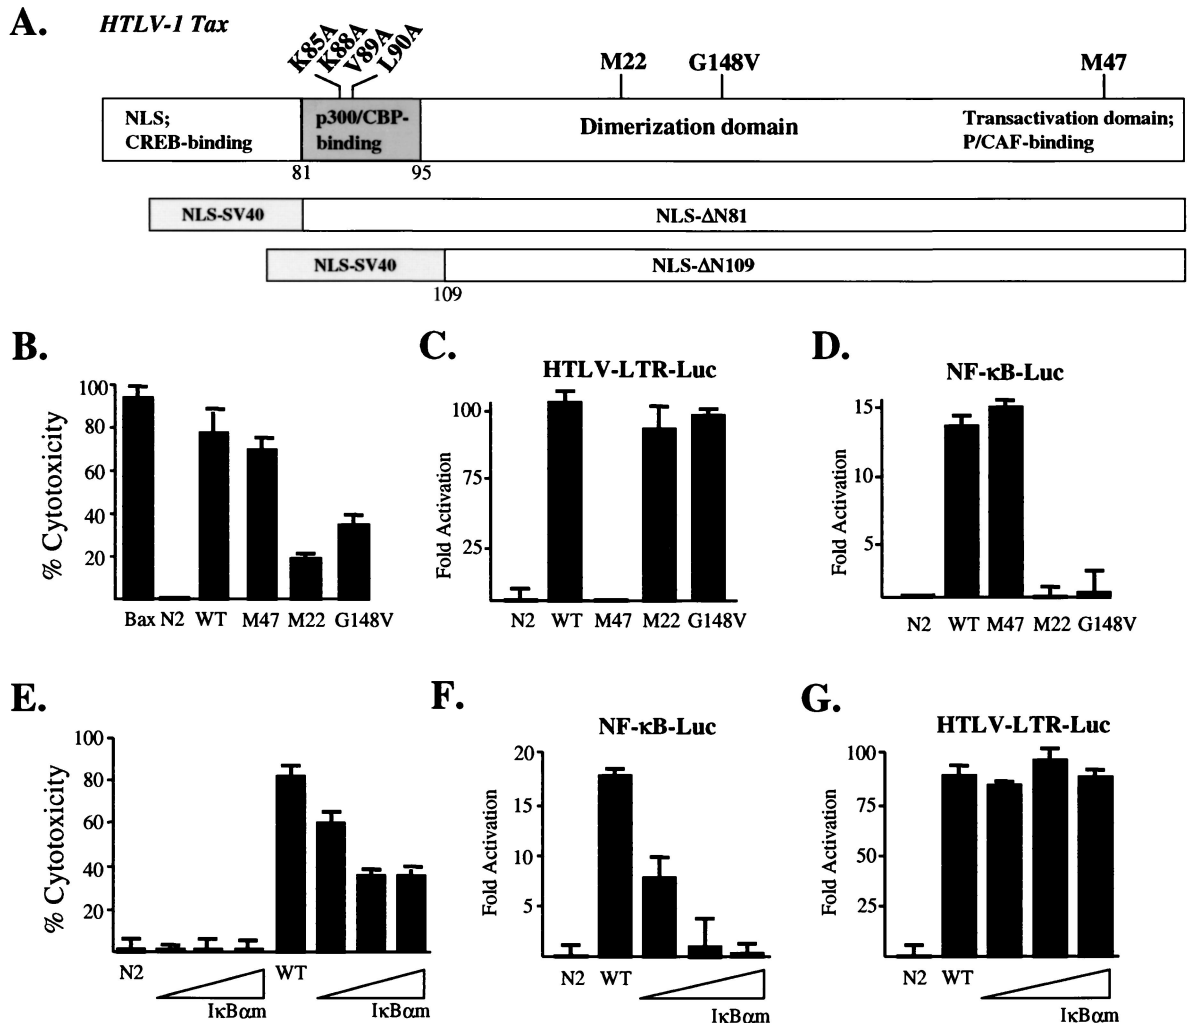 A.
HTLV-1 Tax
K85A
K88A
V89A
L90A
M22
G148V
M47
NLS;
CREB-binding
p300/CBP-
binding
Dimerization domain
Transactivation domain;
P/CAF-binding
81
95
NLS-SV40
NLS-ΔN81
NLS-SV40
NLS-ΔN109
109
B.
% Cytotoxicity
100
80
60
40
20
Bax N2 WT M47 M22 G148V
C.
HTLV-LTR-Luc
Fold Activation
100
75
25
N2 WT M47 M22 G148V
D.
NF-κB-Luc
Fold Activation
15
10
5
N2 WT M47 M22 G148V
E.
% Cytotoxicity
100
80
60
40
20
N2
WT
IκBαm
IκBαm
F.
NF-κB-Luc
Fold Activation
20
15
10
5
N2 WT
IκBαm
G.
HTLV-LTR-Luc
Fold Activation
100
75
50
25
N2 WT
IκBαm